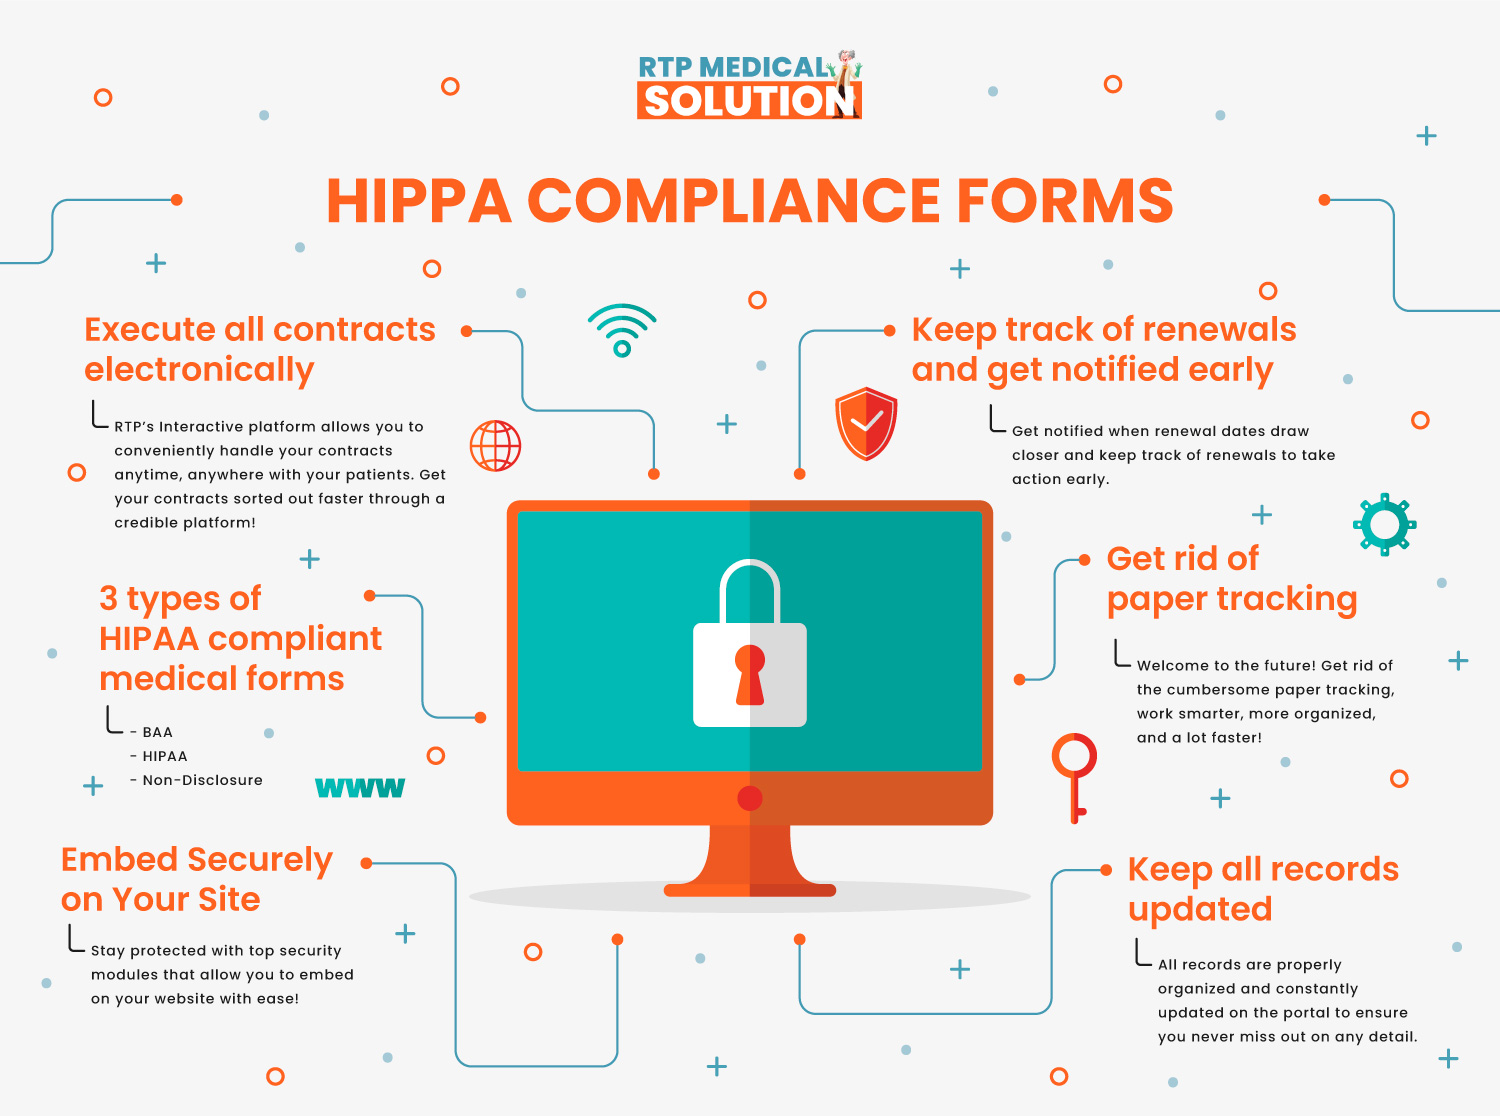 RTP MEDICAL
SOLUTION
HIPPA COMPLIANCE FORMS
Execute all contracts
electronically
RTP’s Interactive platform allows you to
conveniently handle your contracts
anytime, anywhere with your patients. Get
your contracts sorted out faster through a
credible platform!
3 types of
HIPAA compliant
medical forms
- BAA
- HIPAA
- Non-Disclosure
www
Embed Securely
on Your Site
Stay protected with top security
modules that allow you to embed
on your website with ease!
Keep track of renewals
and get notified early
Get notified when renewal dates draw
closer and keep track of renewals to take
action early.
Get rid of
paper tracking
Welcome to the future! Get rid of
the cumbersome paper tracking,
work smarter, more organized,
and a lot faster!
Keep all records
updated
All records are properly
organized and constantly
updated on the portal to ensure
you never miss out on any detail.